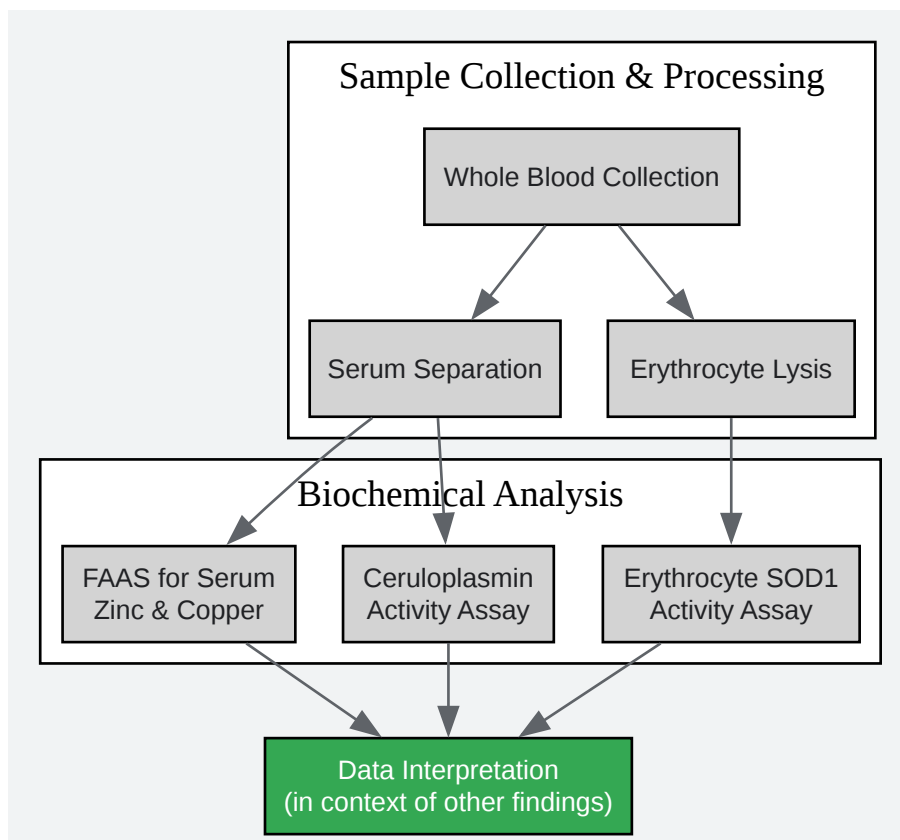 Sample Collection & Processing
Whole Blood Collection
Serum Separation
Erythrocyte Lysis
Biochemical Analysis
FAAS for Serum
Zinc & Copper
Ceruloplasmin
Activity Assay
Erythrocyte SOD1
Activity Assay
Data Interpretation
(in context of other findings)